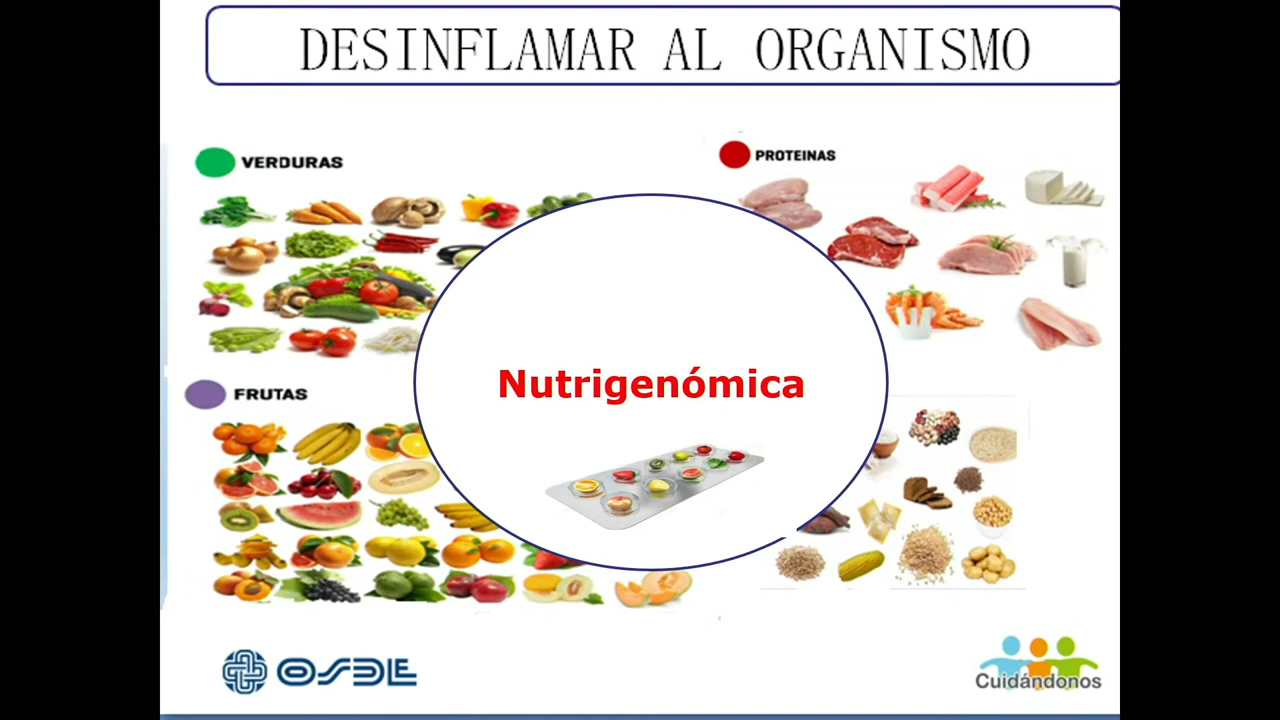 DESINFLAMAR AL ORGANISMO
VERDURAS
PROTEINAS
Nutrigenómica
FRUTAS
OSDE
Cuidándonos